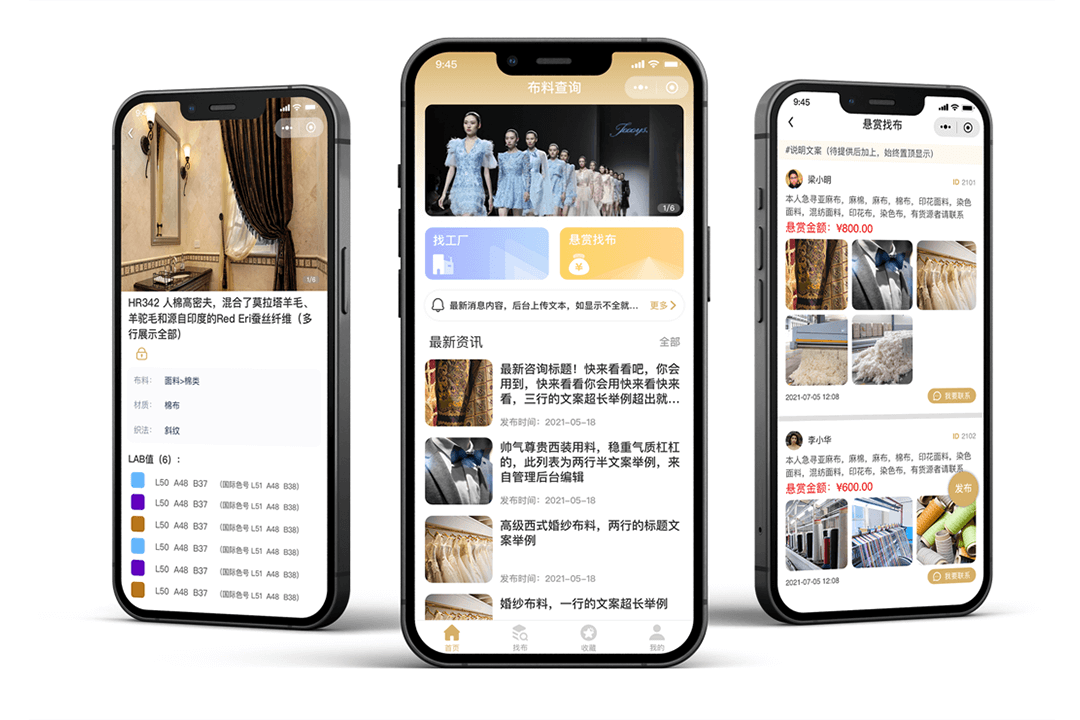 1/6
HR342 人棉高密夫，混合了莫拉塔羊毛、
羊驼毛和源自印度的Red Eri蚕丝纤维（多
行展示全部）
布料： 面料>棉类
材质： 棉布
织法： 斜纹
LAB值（6）：
L50 A48 B37 （国际色号 L51 A48 B38）
L50 A48 B37 （国际色号 L51 A48 B38）
L50 A48 B37 （国际色号 L51 A48 B38）
L50 A48 B37 （国际色号 L51 A48 B38）
L50 A48 B37 （国际色号 L51 A48 B38）
L50 A48 B37 （国际色号 L51 A48 B38）
9:45
布料查询
1/6
找工厂 悬赏找布
最新消息内容，后台上传文本，如显示不全就... 更多
最新资讯 全部
最新咨询标题！快来看看吧，你会
用到，快来看看你会用快来看快来
看，三行的文案超长举例超出就...
发布时间：2021-05-18
帅气尊贵西装用料，稳重气质杠杠
的，此列表为两行半文案举例，来
自管理后台编辑
发布时间：2021-05-18
高级西式婚纱布料，两行的标题文
案举例
发布时间：2021-05-18
婚纱布料，一行的文案超长举例
首页 找布 收藏 我的
9:45
悬赏找布
#说明文案（待提供后加上，始终置顶显示）
梁小明 ID 2101
本人急寻亚麻布，麻棉，麻布，棉布，印花面料，染色
面料，混纺面料，印花布，染色布，有货源者请联系
悬赏金额：¥800.00
2021-07-05 12:08 我要联系
李小华 ID 2102
本人急寻亚麻布，麻棉，麻布，棉布，印花面料，染色
面料，混纺面料，印花布，染色布，有货源者请联系
悬赏金额：¥600.00
发布
2021-07-05 12:08 我要联系